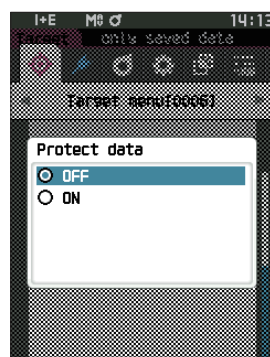 I+E M 14:13
Target only saved data
Target menu[0006]
Protect data
OFF
ON